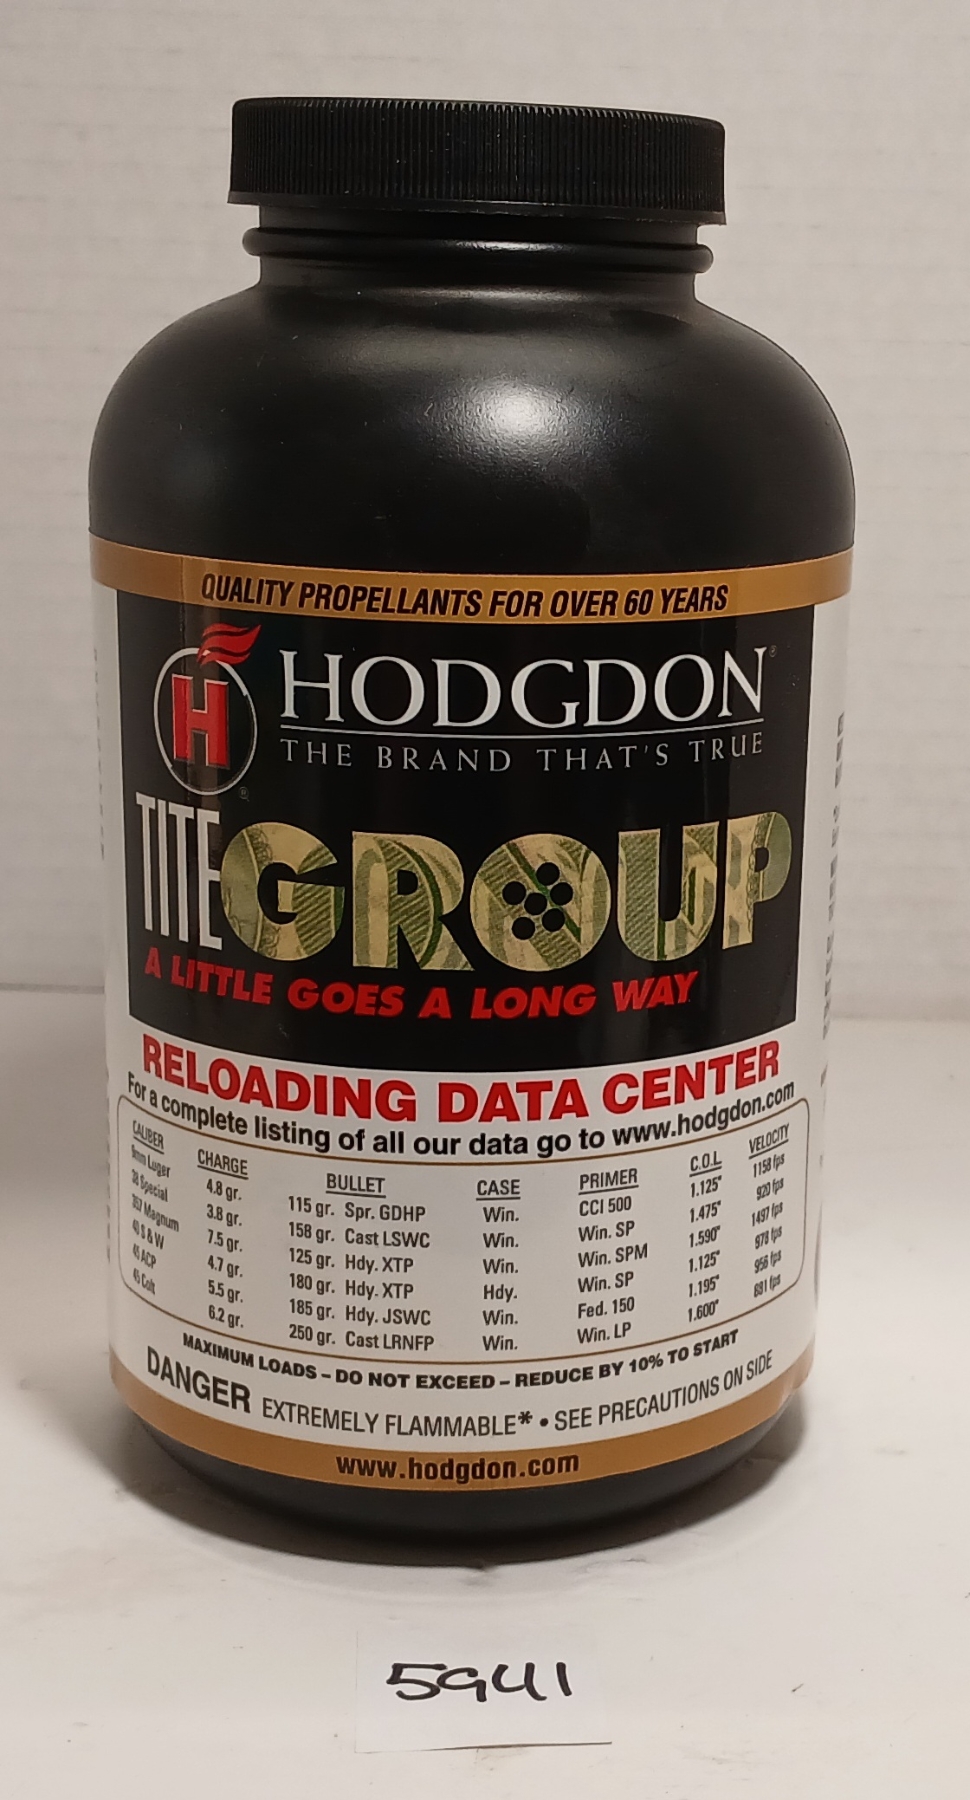 QUALITY PROPELLANTS FOR OVER 60 YEARS
H HODGDON®
THE BRAND THAT'S TRUE
®
TITEGROUP
A LITTLE GOES A LONG WAY
RELOADING DATA CENTER
For a complete listing of all our data go to www.hodgdon.com
CALIBER CHARGE BULLET CASE PRIMER C.O.L VELOCITY
9mm Luger 4.8 gr. 115 gr. Spr. GDHP Win. CCI 500 1.125" 1158 fps
38 Special 3.8 gr. 158 gr. Cast LSWC Win. Win. SP 1.475" 920 fps
357 Magnum 7.5 gr. 125 gr. Hdy. XTP Win. Win. SPM 1.590" 1497 fps
40 S & W 4.7 gr. 180 gr. Hdy. XTP Hdy. Win. SP 1.125" 978 fps
45 ACP 5.5 gr. 185 gr. Hdy. JSWC Win. Fed. 150 1.195" 956 fps
45 Colt 6.2 gr. 250 gr. Cast LRNFP Win. Win. LP 1.600" 881 fps
MAXIMUM LOADS – DO NOT EXCEED – REDUCE BY 10% TO START
DANGER EXTREMELY FLAMMABLE* • SEE PRECAUTIONS ON SIDE
www.hodgdon.com
5941